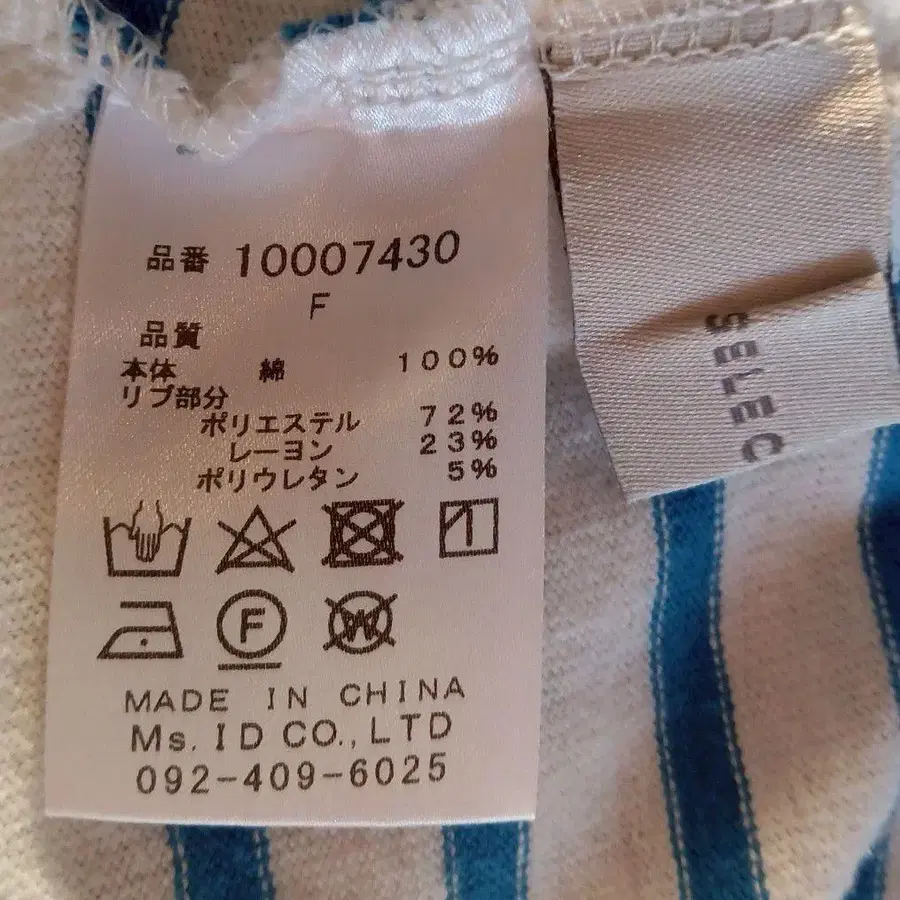 品番 10007430
F
品質
本体 綿 100%
リブ部分
ポリエステル 72%
レーヨン 23%
ポリウレタン 5%
F W
MADE IN CHINA
Ms. ID CO., LTD
092-409-6025
SELEC